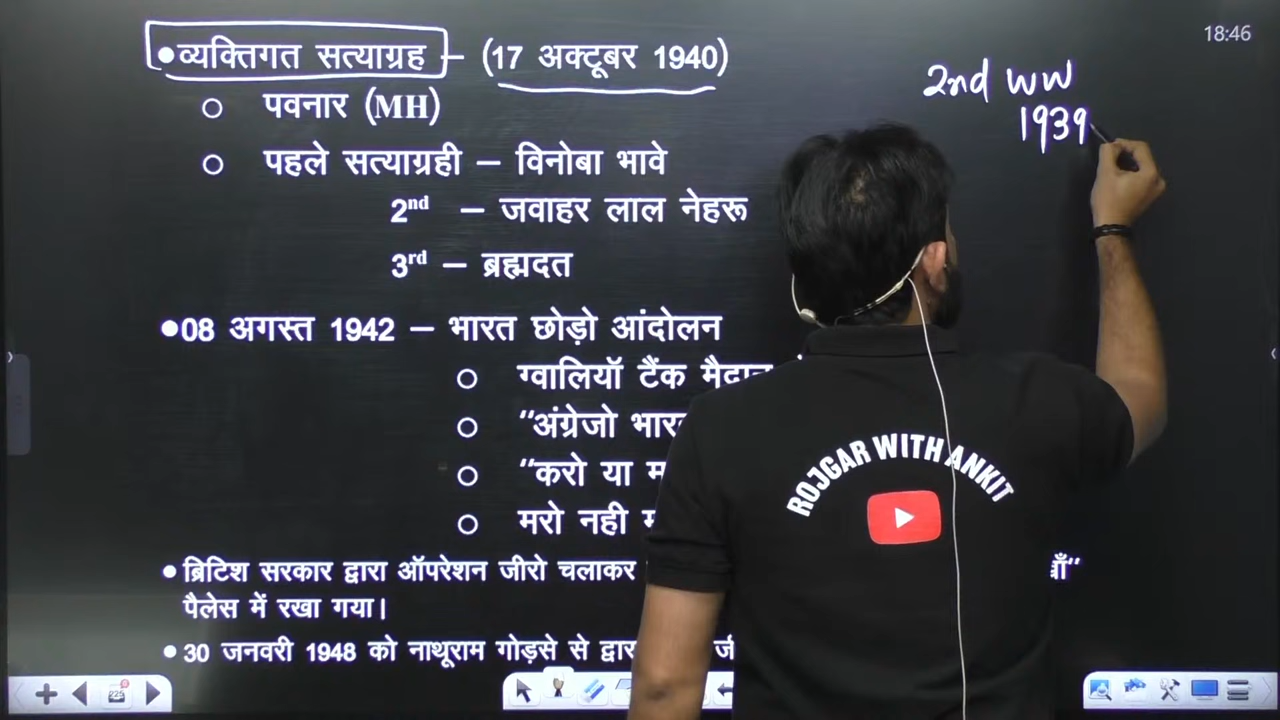 18:46
•व्यक्तिगत सत्याग्रह – (17 अक्टूबर 1940)
2nd WW
1939
○ पवनार (MH)
○ पहले सत्याग्रही – विनोबा भावे
2nd – जवाहर लाल नेहरू
3rd – ब्रह्मदत
•08 अगस्त 1942 – भारत छोड़ो आंदोलन
○ ग्वालियॉ टैंक मैदान
○ “अंग्रेजो
○ “करो या
○ मरो नही
• ब्रिटिश सरकार द्वारा ऑपरेशन जीरो चलाकर
पैलेस में रखा गया।
• 30 जनवरी 1948 को नाथूराम गोड़से से
ROJGAR WITH ANKIT
225